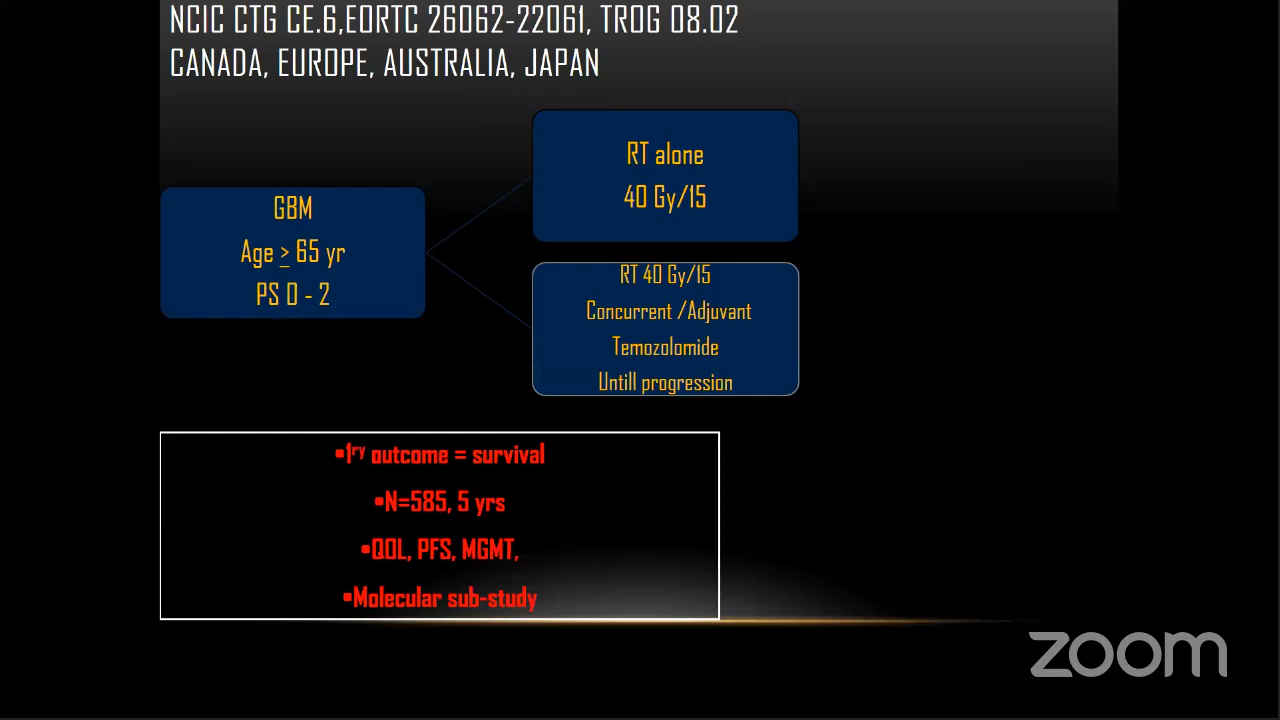 NCIC CTG CE.6,EORTC 26062-22061, TROG 08.02
CANADA, EUROPE, AUSTRALIA, JAPAN
GBM
Age ≥ 65 yr
PS 0 - 2
RT alone
40 Gy/15
RT 40 Gy/15
Concurrent /Adjuvant
Temozolomide
Untill progression
▪1ry outcome = survival
▪N=585, 5 yrs
▪QOL, PFS, MGMT,
▪Molecular sub-study
zoom